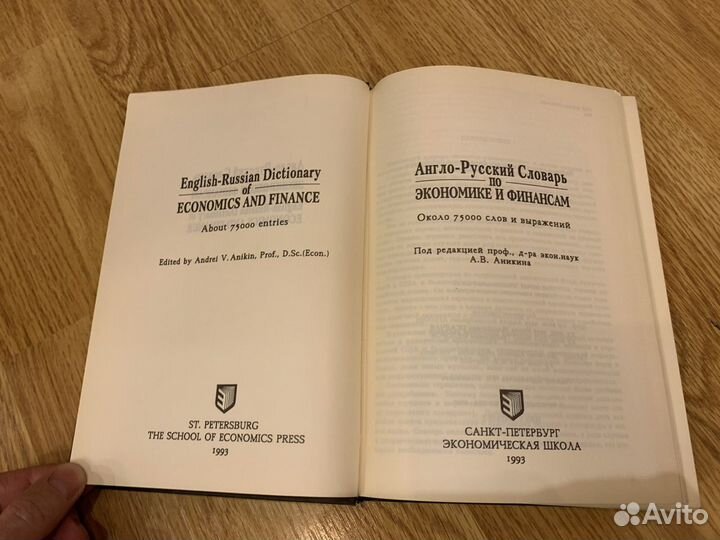 English-Russian Dictionary
of
ECONOMICS AND FINANCE
About 75000 entries
Edited by Andrei V. Anikin, Prof., D.Sc.(Econ.)
ST. PETERSBURG
THE SCHOOL OF ECONOMICS PRESS
1993
Англо-Русский Словарь
по
ЭКОНОМИКЕ И ФИНАНСАМ
Около 75000 слов и выражений
Под редакцией проф., д-ра экон.наук
А.В. Аникина
САНКТ-ПЕТЕРБУРГ
ЭКОНОМИЧЕСКАЯ ШКОЛА
1993
Avito